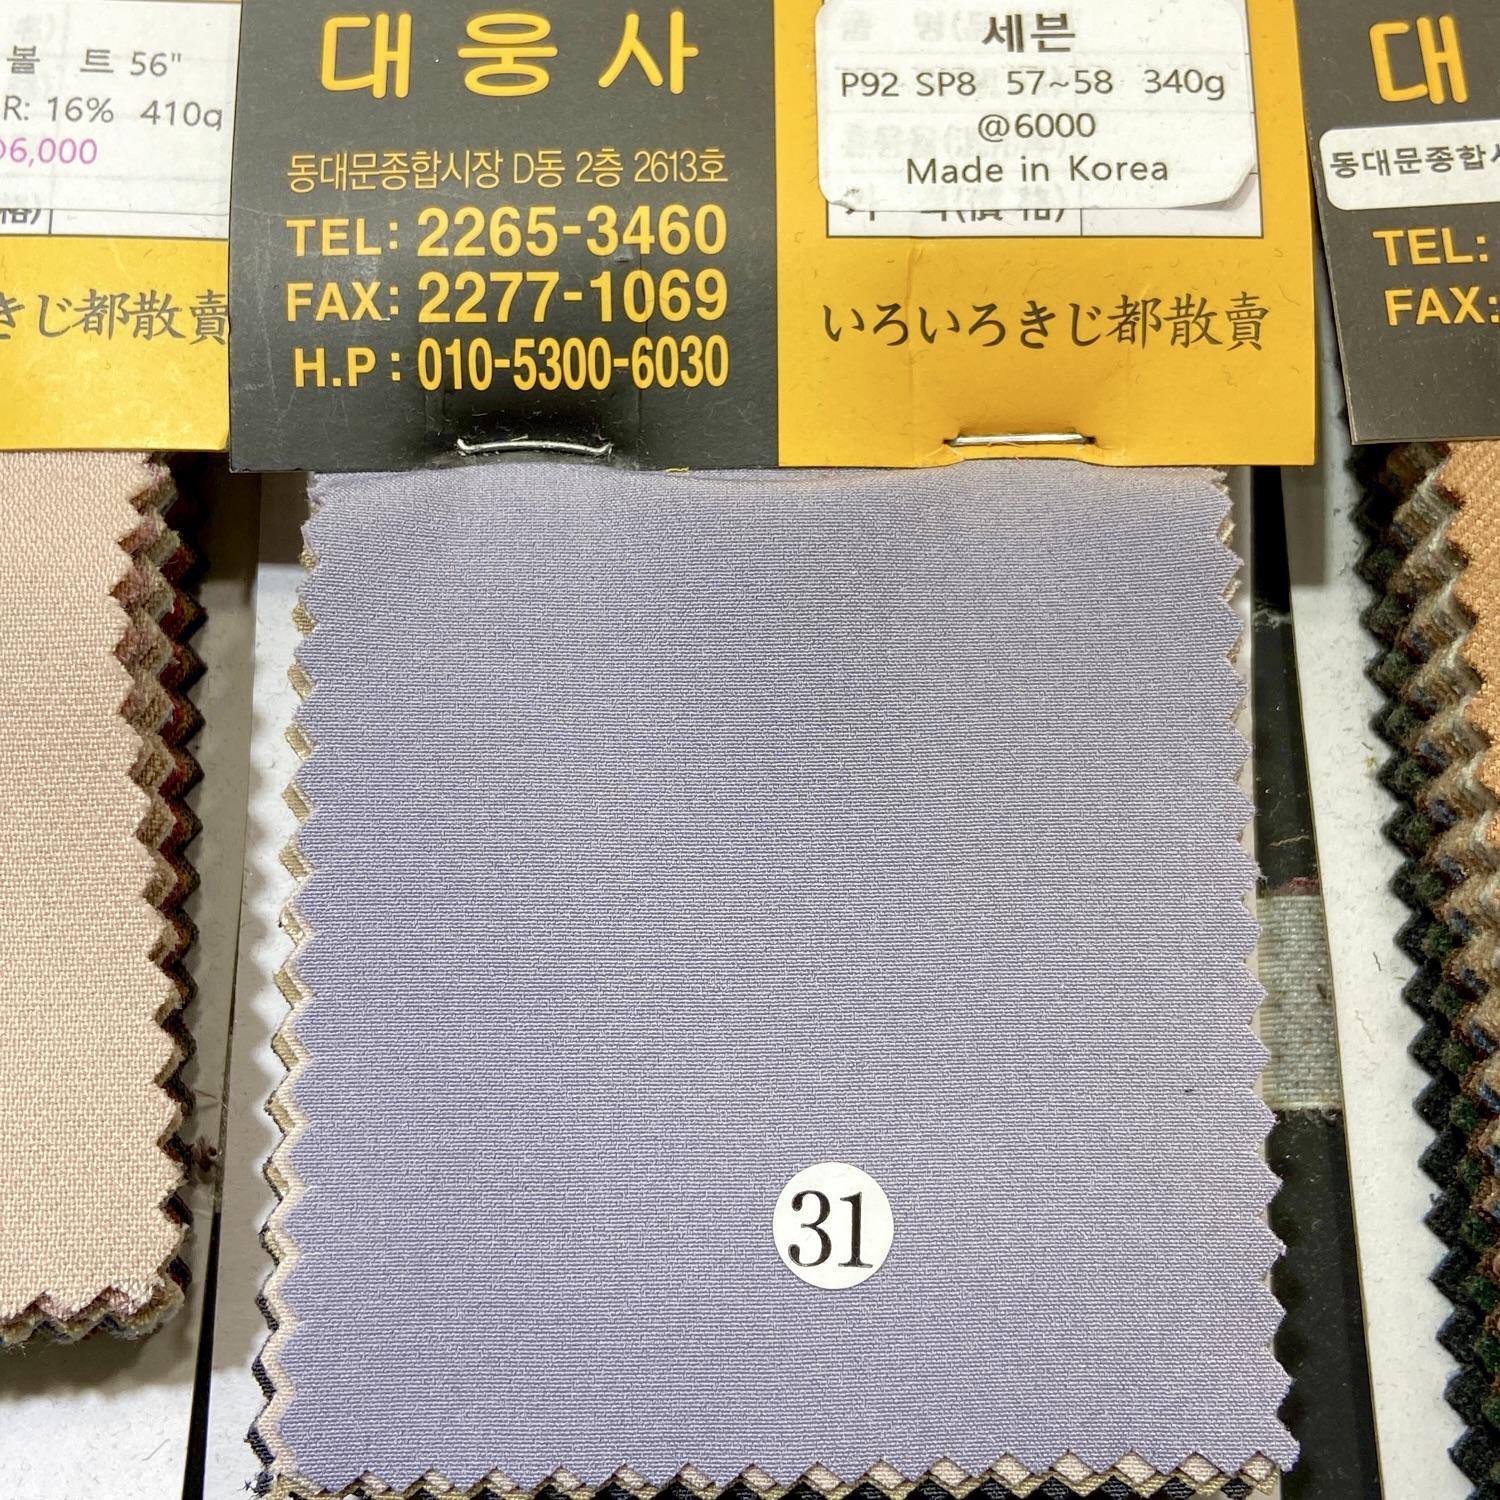 볼 트 56"
R: 16% 410g
6,000
きじ都散賣
대웅사
동대문종합시장 D동 2층 2613호
TEL: 2265-3460
FAX: 2277-1069
H.P: 010-5300-6030
세븐
P92 SP8 57~58 340g
@6000
Made in Korea
いろいろきじ都散賣
대
동대문종합
TEL:
FAX:
31